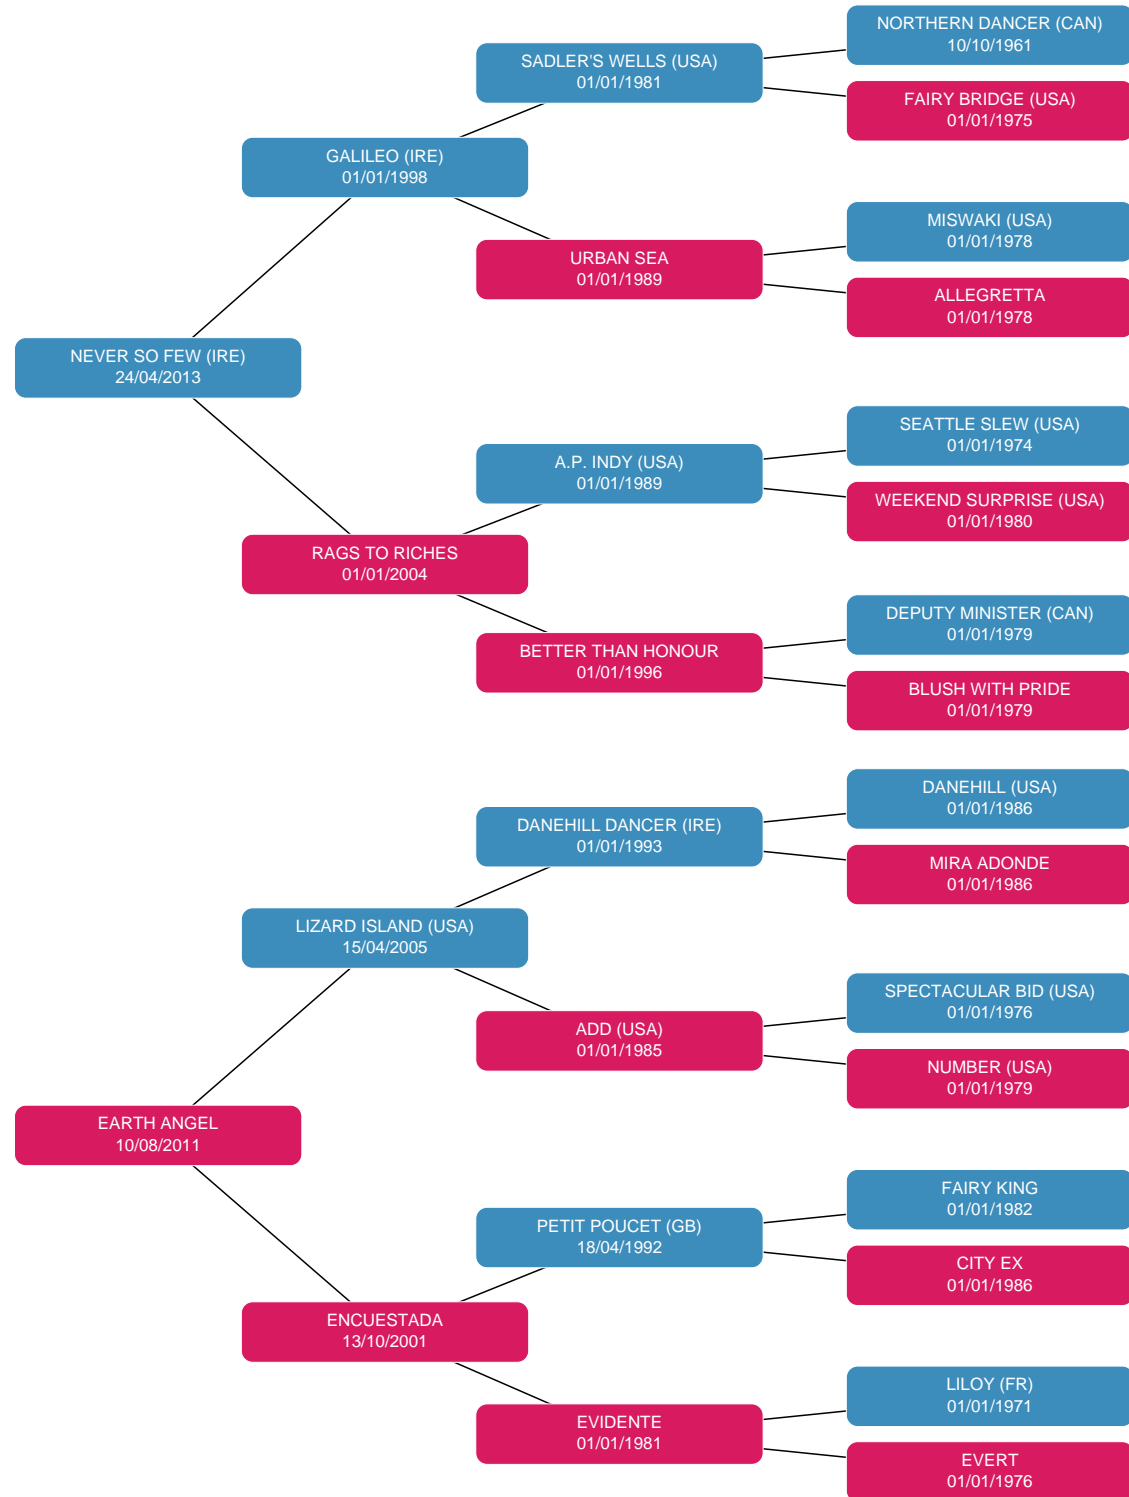 NORTHERN DANCER (CAN)
10/10/1961
SADLER'S WELLS (USA)
01/01/1981
FAIRY BRIDGE (USA)
01/01/1975
GALILEO (IRE)
01/01/1998
MISWAKI (USA)
01/01/1978
URBAN SEA
01/01/1989
ALLEGRETTA
01/01/1978
NEVER SO FEW (IRE)
24/04/2013
SEATTLE SLEW (USA)
01/01/1974
A.P. INDY (USA)
01/01/1989
WEEKEND SURPRISE (USA)
01/01/1980
RAGS TO RICHES
01/01/2004
DEPUTY MINISTER (CAN)
01/01/1979
BETTER THAN HONOUR
01/01/1996
BLUSH WITH PRIDE
01/01/1979
DANEHILL (USA)
01/01/1986
DANEHILL DANCER (IRE)
01/01/1993
MIRA ADONDE
01/01/1986
LIZARD ISLAND (USA)
15/04/2005
SPECTACULAR BID (USA)
01/01/1976
ADD (USA)
01/01/1985
NUMBER (USA)
01/01/1979
EARTH ANGEL
10/08/2011
FAIRY KING
01/01/1982
PETIT POUCET (GB)
18/04/1992
CITY EX
01/01/1986
ENCUESTADA
13/10/2001
LILOY (FR)
01/01/1971
EVIDENTE
01/01/1981
EVERT
01/01/1976